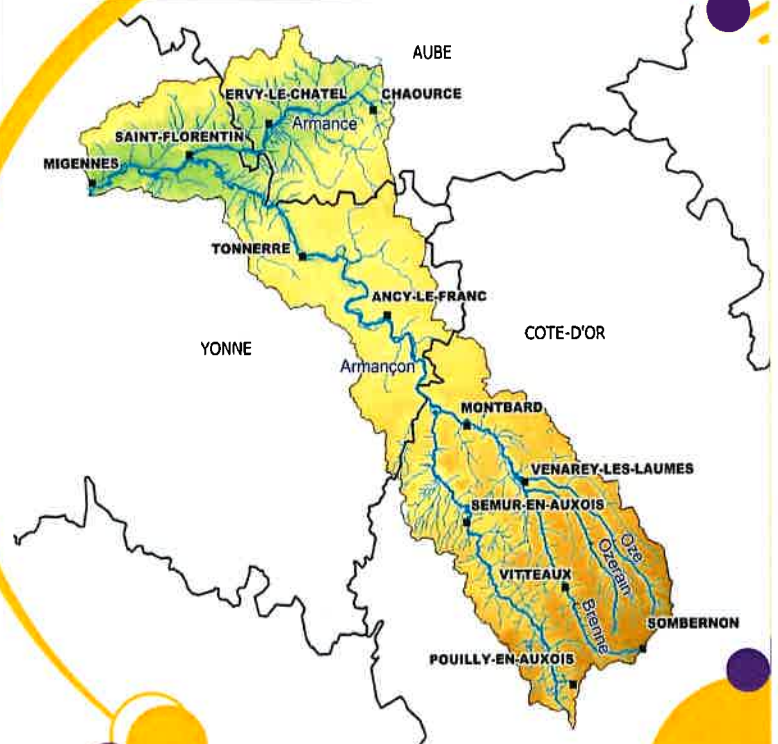 AUBE
ERVY-LE-CHATEL
CHAOURCE
Armance
SAINT-FLORENTIN
MIGENNES
TONNERRE
ANCY-LE-FRANC
COTE-D'OR
YONNE
Armançon
MONTBARD
VENAREY-LES-LAUMES
SEMUR-EN-AUXOIS
Oze
Ozerain
VITTEAUX
Brenne
SOMBERNON
POUILLY-EN-AUXOIS